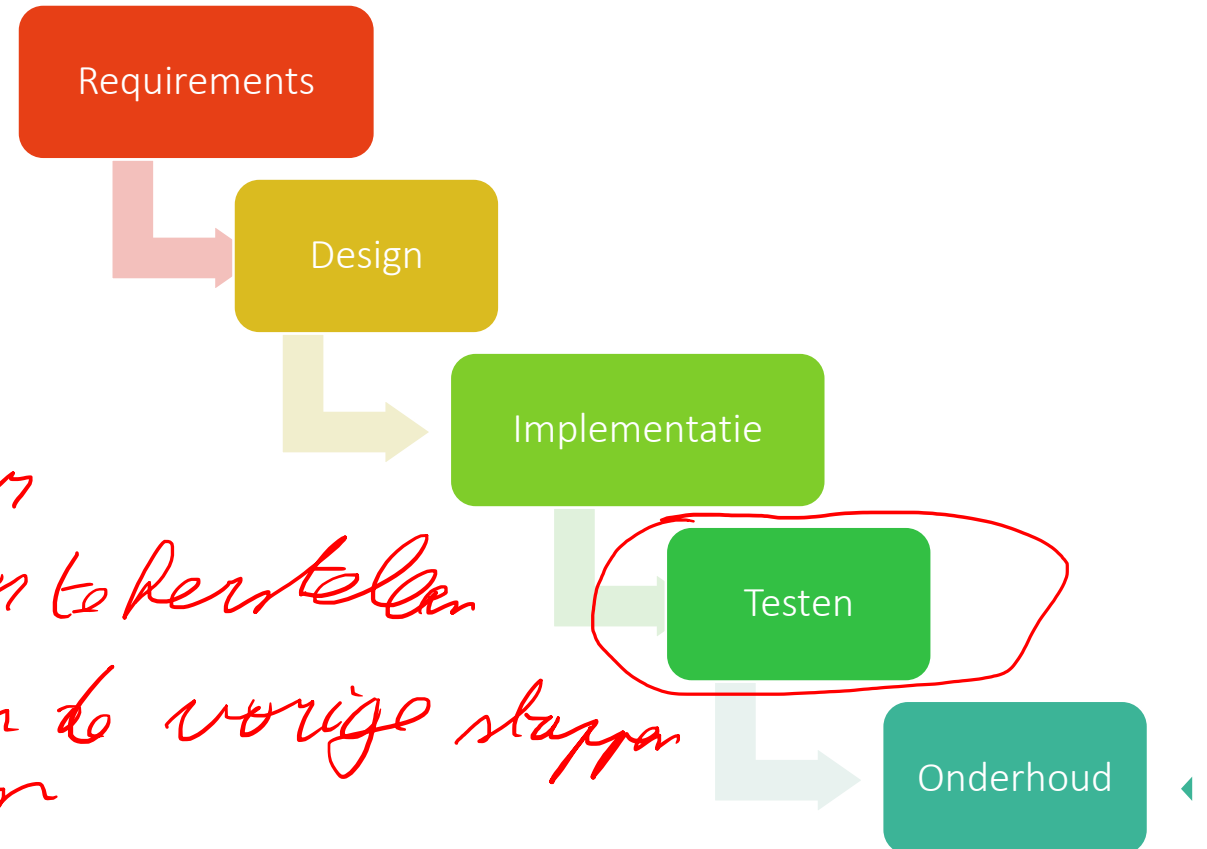 Requirements
Design
Implementatie
te herstellen
Testen
de vorige stappen
Onderhoud